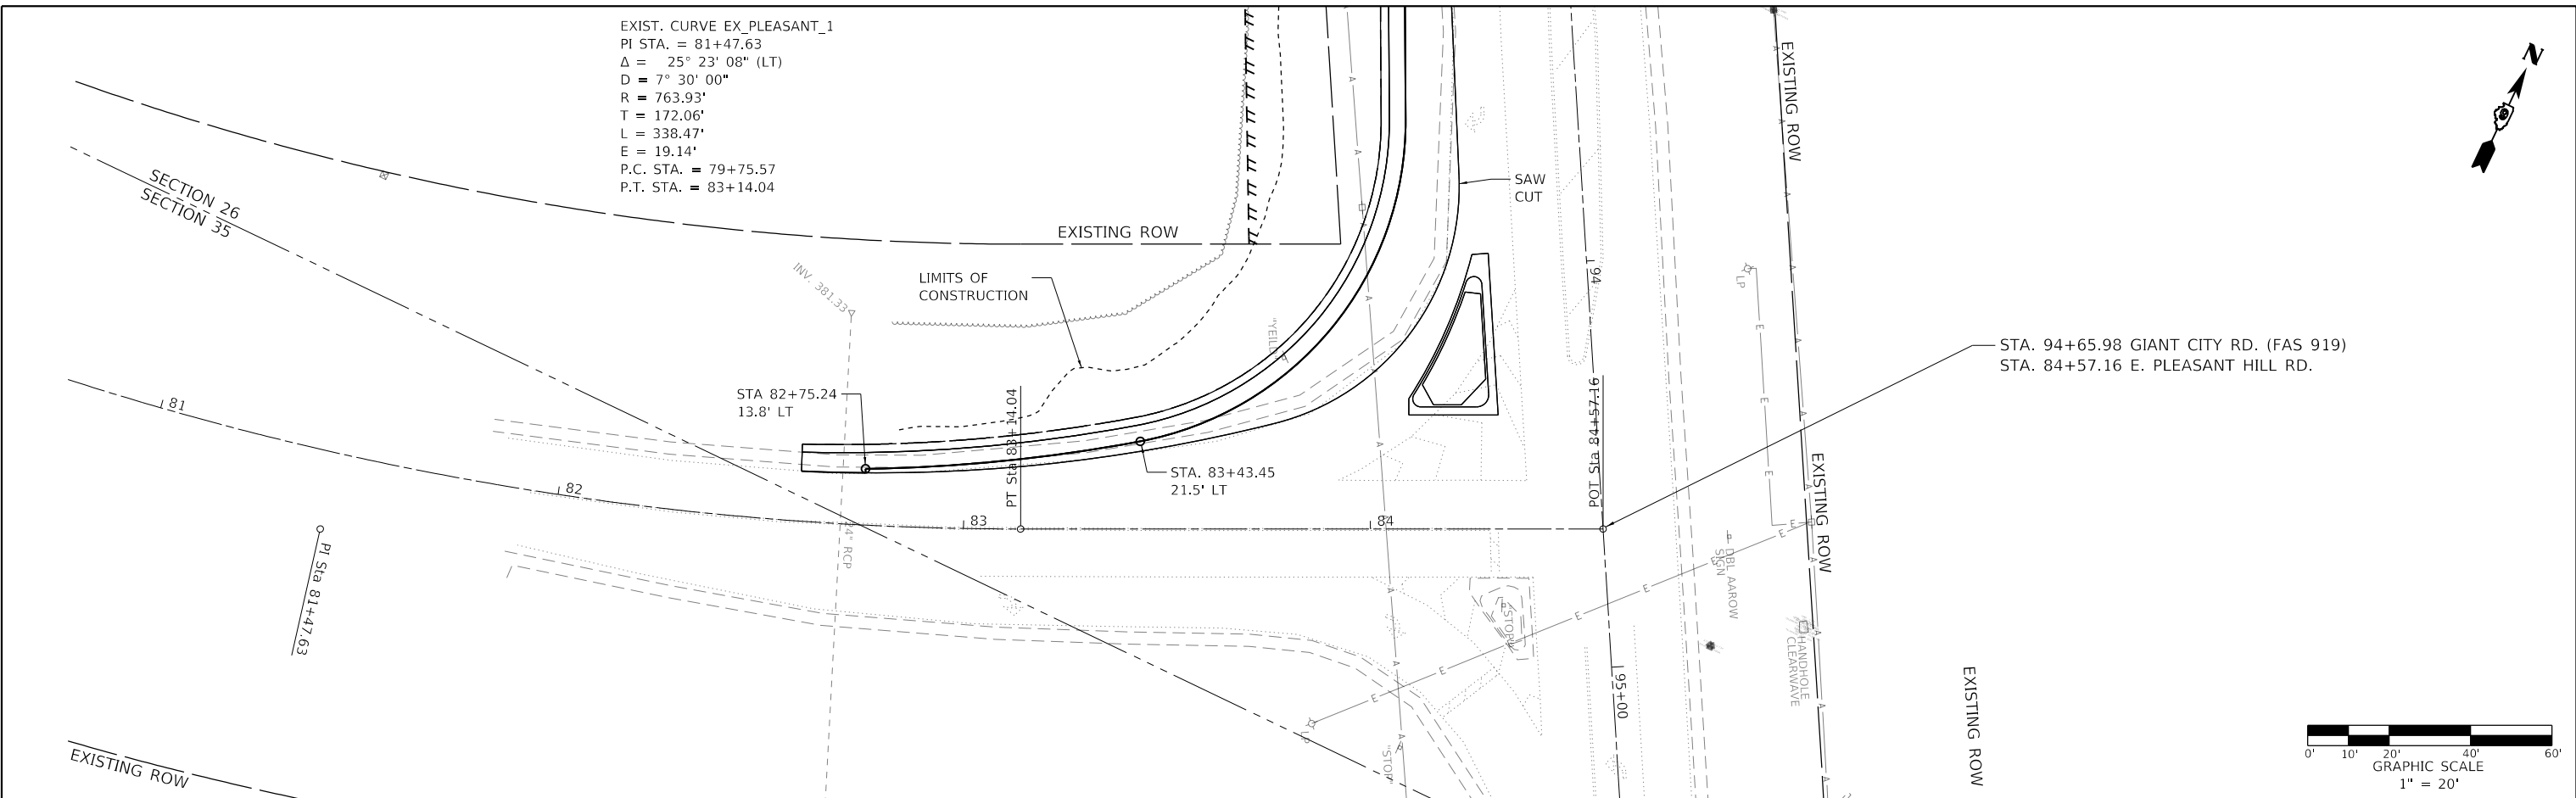 EXIST. CURVE EX_PLEASANT_1
PI STA. = 81+47.63
Δ = 25° 23' 08" (LT)
D = 7° 30' 00"
R = 763.93'
T = 172.06'
L = 338.47'
E = 19.14'
P.C. STA. = 79+75.57
P.T. STA. = 83+14.04
N
EXISTING ROW
SAW
CUT
SECTION 26
SECTION 35
EXISTING ROW
INV. 381.33
LIMITS OF
CONSTRUCTION
94
LP
"YEILD"
STA. 94+65.98 GIANT CITY RD. (FAS 919)
STA. 84+57.16 E. PLEASANT HILL RD.
STA 82+75.24
13.8' LT
PT Sta 83+14.04
POT Sta 84+57.16
81
STA. 83+43.45
21.5' LT
82
83
84
EXISTING ROW
24" RCP
PI Sta 81+47.63
DBL AAROW
SIGN
"STOP"
HANDHOLE
CLEARWAVE
95+00
EXISTING ROW
LP
"STOP"
EXISTING ROW
0' 10' 20' 40' 60'
GRAPHIC SCALE
1" = 20'